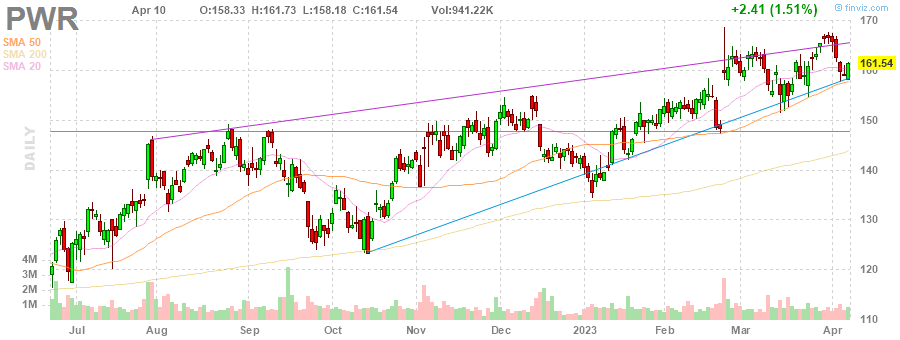 PWR Apr 10 O:158.33 H:161.73 L:158.18 C:161.54 Vol:941.22K +2.41 (1.51%) © finviz.com
SMA 50
SMA 200
SMA 20
DAILY
170
161.54
160
150
140
130
120
110
4M
3M
2M
1M
Jul Aug Sep Oct Nov Dec 2023 Feb Mar Apr